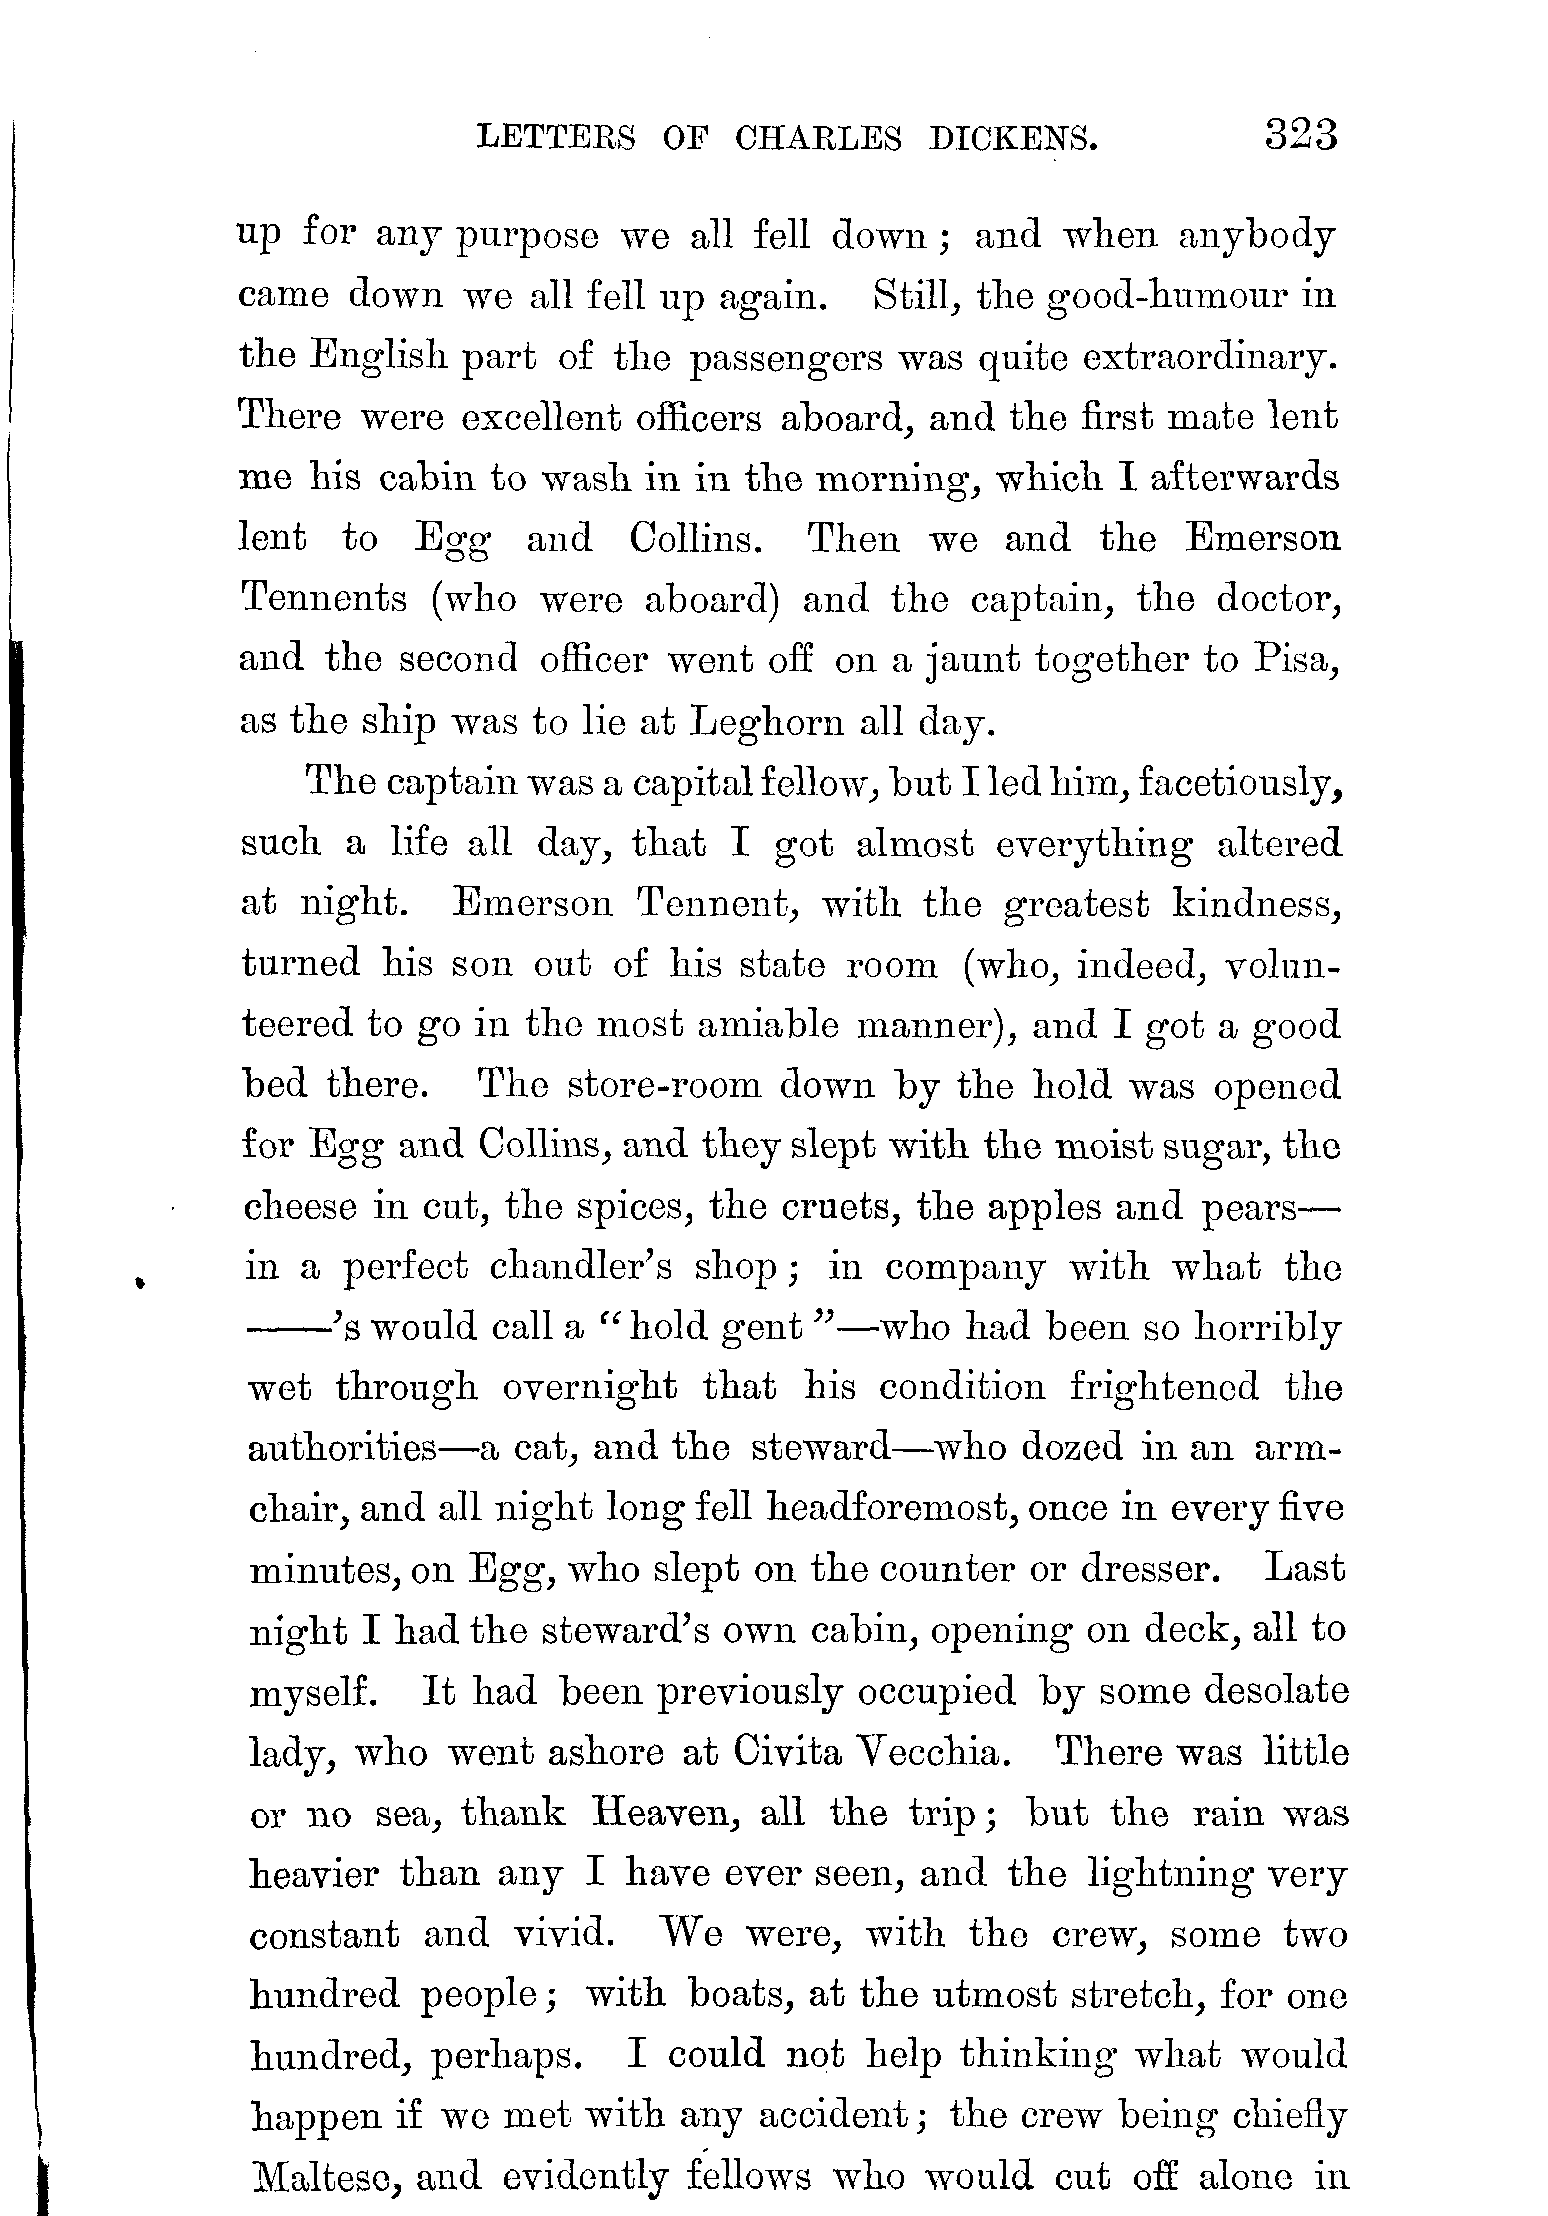 LETTERS OF CHARLES DICKENS. 323
up for any purpose we all fell down; and when anybody
came down we all fell up again. Still, the good-humour in
the English part of the passengers was quite extraordinary.
There were excellent officers aboard, and the first mate lent
me his cabin to wash in in the morning, which I afterwards
lent to Egg and Collins. Then we and the Emerson
Tennents (who were aboard) and the captain, the doctor,
and the second officer went off on a jaunt together to Pisa,
as the ship was to lie at Leghorn all day.
The captain was a capital fellow, but I led him, facetiously,
such a life all day, that I got almost everything altered
at night. Emerson Tennent, with the greatest kindness,
turned his son out of his state room (who, indeed, volun-
teered to go in the most amiable manner), and I got a good
bed there. The store-room down by the hold was opened
for Egg and Collins, and they slept with the moist sugar, the
cheese in cut, the spices, the cruets, the apples and pears—
in a perfect chandler's shop; in company with what the
——'s would call a “hold gent”—who had been so horribly
wet through overnight that his condition frightened the
authorities—a cat, and the steward—who dozed in an arm-
chair, and all night long fell headforemost, once in every five
minutes, on Egg, who slept on the counter or dresser. Last
night I had the steward's own cabin, opening on deck, all to
myself. It had been previously occupied by some desolate
lady, who went ashore at Civita Vecchia. There was little
or no sea, thank Heaven, all the trip; but the rain was
heavier than any I have ever seen, and the lightning very
constant and vivid. We were, with the crew, some two
hundred people; with boats, at the utmost stretch, for one
hundred, perhaps. I could not help thinking what would
happen if we met with any accident; the crew being chiefly
Maltese, and evidently fellows who would cut off alone in